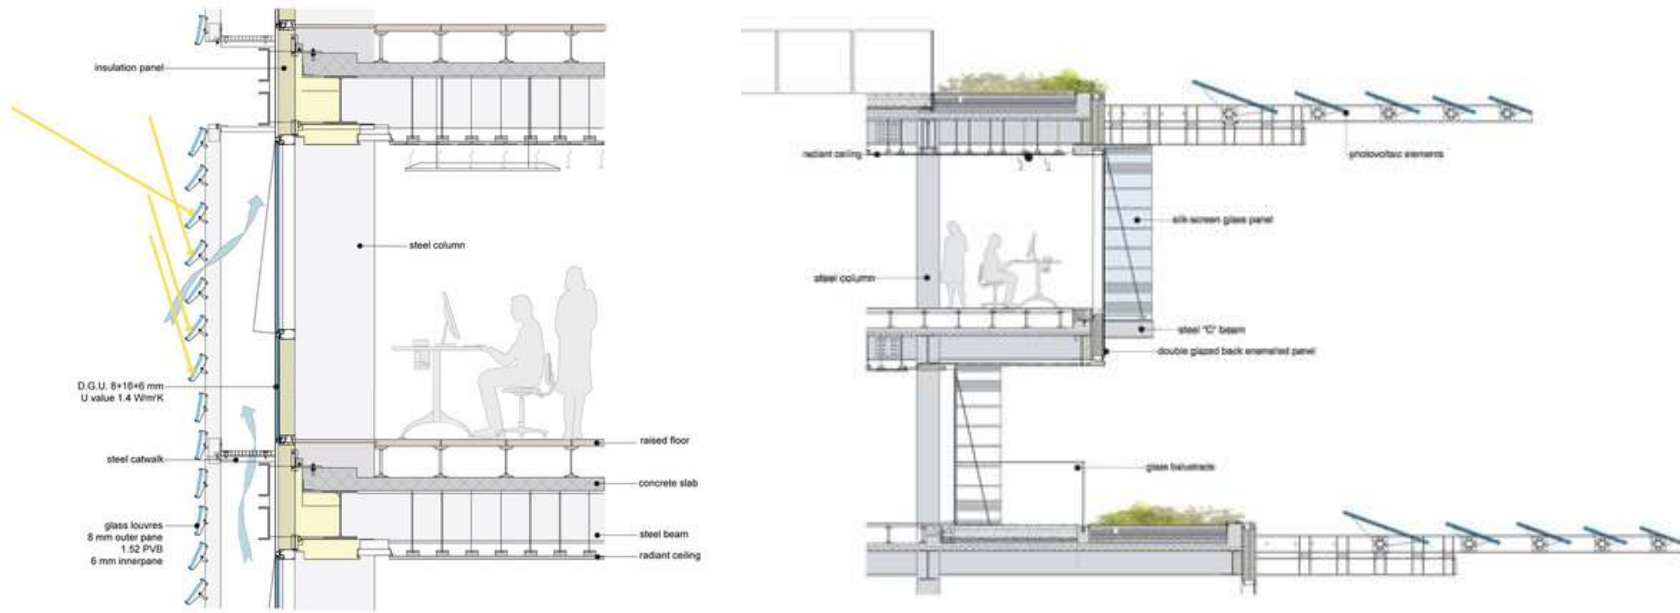 insulation panel
steel column
D.G.U. 8+16+6 mm
U value 1.4 W/m²K
raised floor
steel catwalk
concrete slab
glass louvres
8 mm outer pane
1.52 PVB
6 mm innerpane
steel beam
radiant ceiling
radiant ceiling
photovoltaic elements
silk-screen glass panel
steel column
steel "C" beam
double glazed back enamelled panel
glass balustrade